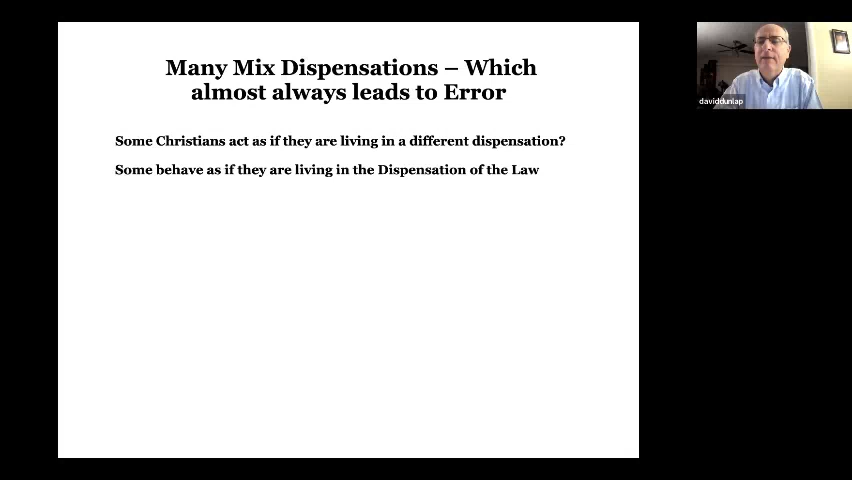 Many Mix Dispensations – Which
almost always leads to Error
Some Christians act as if they are living in a different dispensation?
Some behave as if they are living in the Dispensation of the Law
daviddunlap